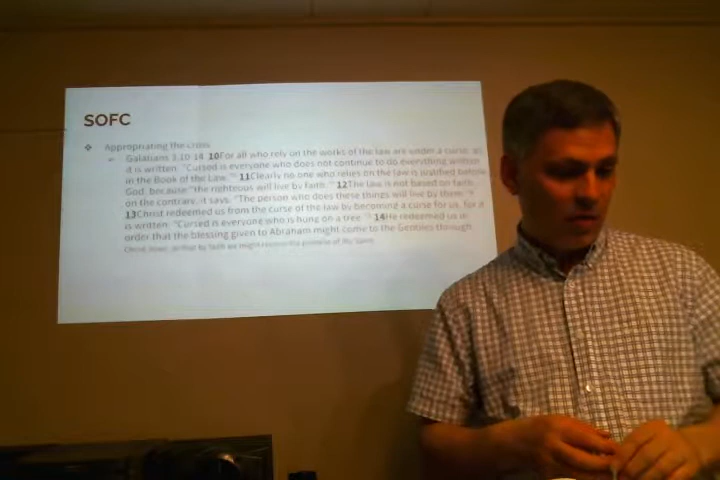 SOFC
Appropriating the cross
Galatians 3.10-14 10For all who rely on the works of the law are under a curse, as
it is written: "Cursed is everyone who does not continue to do everything written
in the Book of the Law." 11Clearly no one who relies on the law is justified before
God, because "the righteous will live by faith." 12The law is not based on faith;
on the contrary, it says, "The person who does these things will live by them."
13Christ redeemed us from the curse of the law by becoming a curse for us, for it
is written: "Cursed is everyone who is hung on a tree." 14He redeemed us in
order that the blessing given to Abraham might come to the Gentiles through
Christ Jesus, so that by faith we might receive the promise of the Spirit.